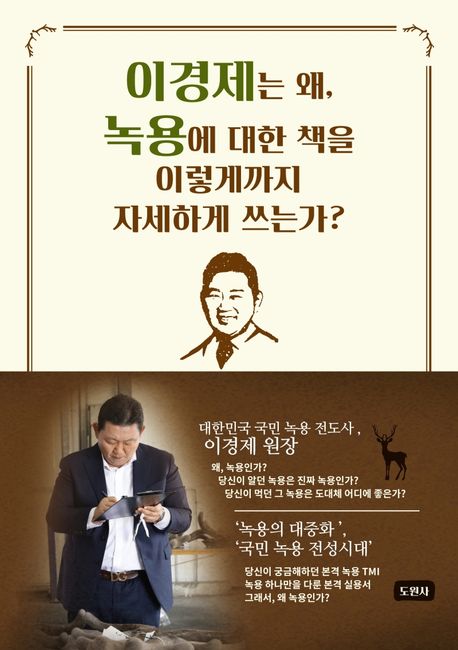 이경제는 왜,
녹용에 대한 책을
이렇게까지
자세하게 쓰는가?
대한민국 국민 녹용 전도사,
이경제 원장
왜, 녹용인가?
당신이 알던 녹용은 진짜 녹용인가?
당신이 먹던 그 녹용은 도대체 어디에 좋은가?
‘녹용의 대중화’,
‘국민 녹용 전성시대’
당신이 궁금해하던 본격 녹용 TMI
녹용 하나만을 다룬 본격 실용서
그래서, 왜 녹용인가?
도원사